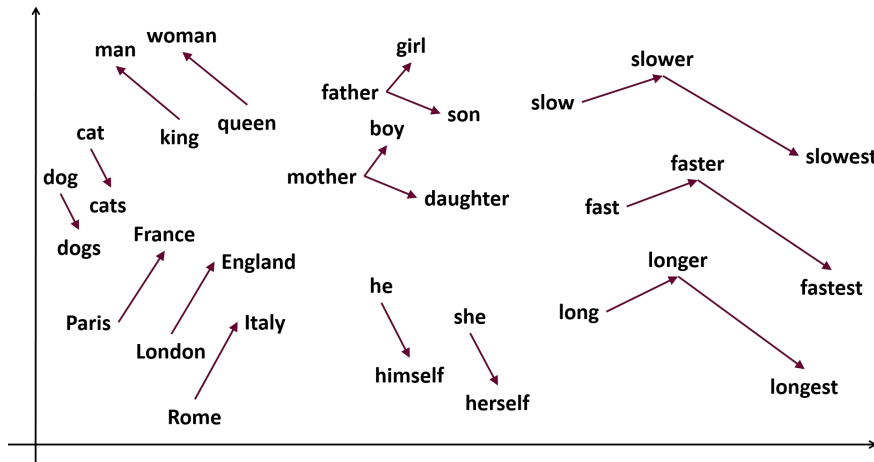 man
woman
king
queen
cat
cats
dog
dogs
France
England
Paris
Italy
London
Rome
girl
father
son
boy
mother
daughter
he
she
himself
herself
slower
slow
slowest
faster
fast
fastest
longer
long
longest